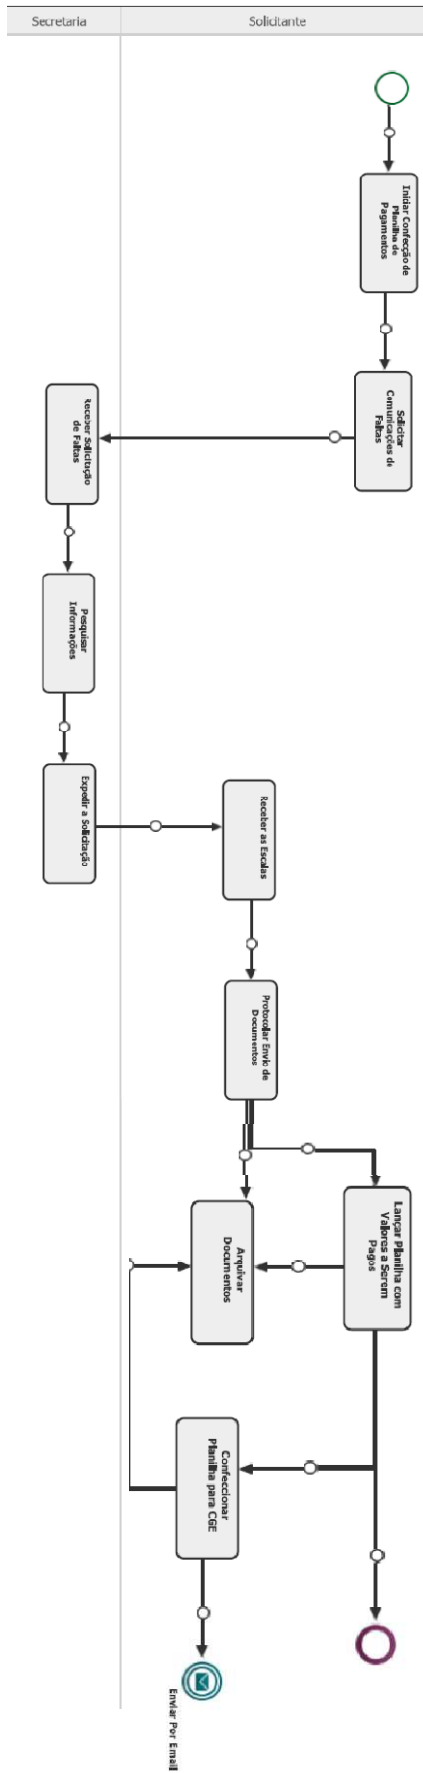 Secretaria
Solicitante
Iniciar Confecção de
Planilha de
Pagamentos
Solicitar
Comunicações de
Faltas
Receber Solicitação
de Faltas
Pesquisar
Informações
Expedir a Solicitação
Receber as Escalas
Protocolar Envio de
Documentos
Lançar Planilha com
Valores a Serem
Pagos
Arquivar
Documentos
Confeccionar
Planilha para CGE
Enviar Por Email